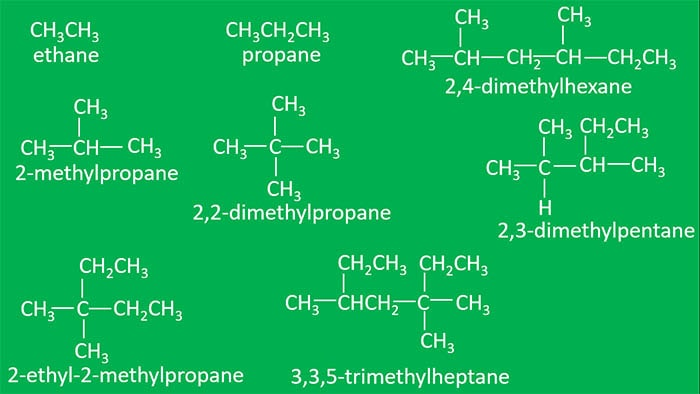 CH₃CH₃
ethane
CH₃CH₂CH₃
propane
CH₃ CH₃
CH₃—CH—CH₂—CH—CH₂CH₃
2,4-dimethylhexane
CH₃
CH₃—CH—CH₃
2-methylpropane
CH₃
CH₃—C—CH₃
CH₃
2,2-dimethylpropane
CH₃ CH₂CH₃
CH₃—C—CH—CH₃
H
2,3-dimethylpentane
CH₂CH₃
CH₃—C—CH₂CH₃
CH₃
2-ethyl-2-methylpropane
CH₂CH₃ CH₂CH₃
CH₃—CHCH₂—C—CH₃
CH₃
3,3,5-trimethylheptane